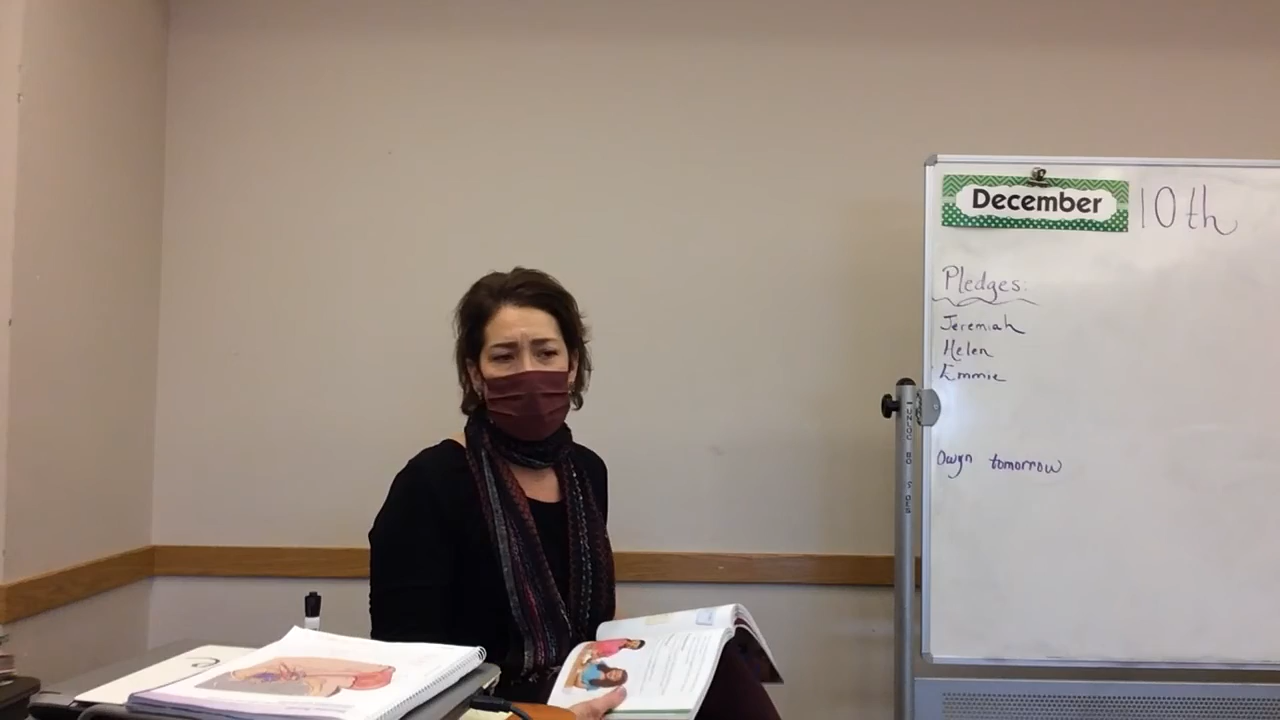 December 10th
Pledges:
Jeremiah
Helen
Emmie
Owyn tomorrow